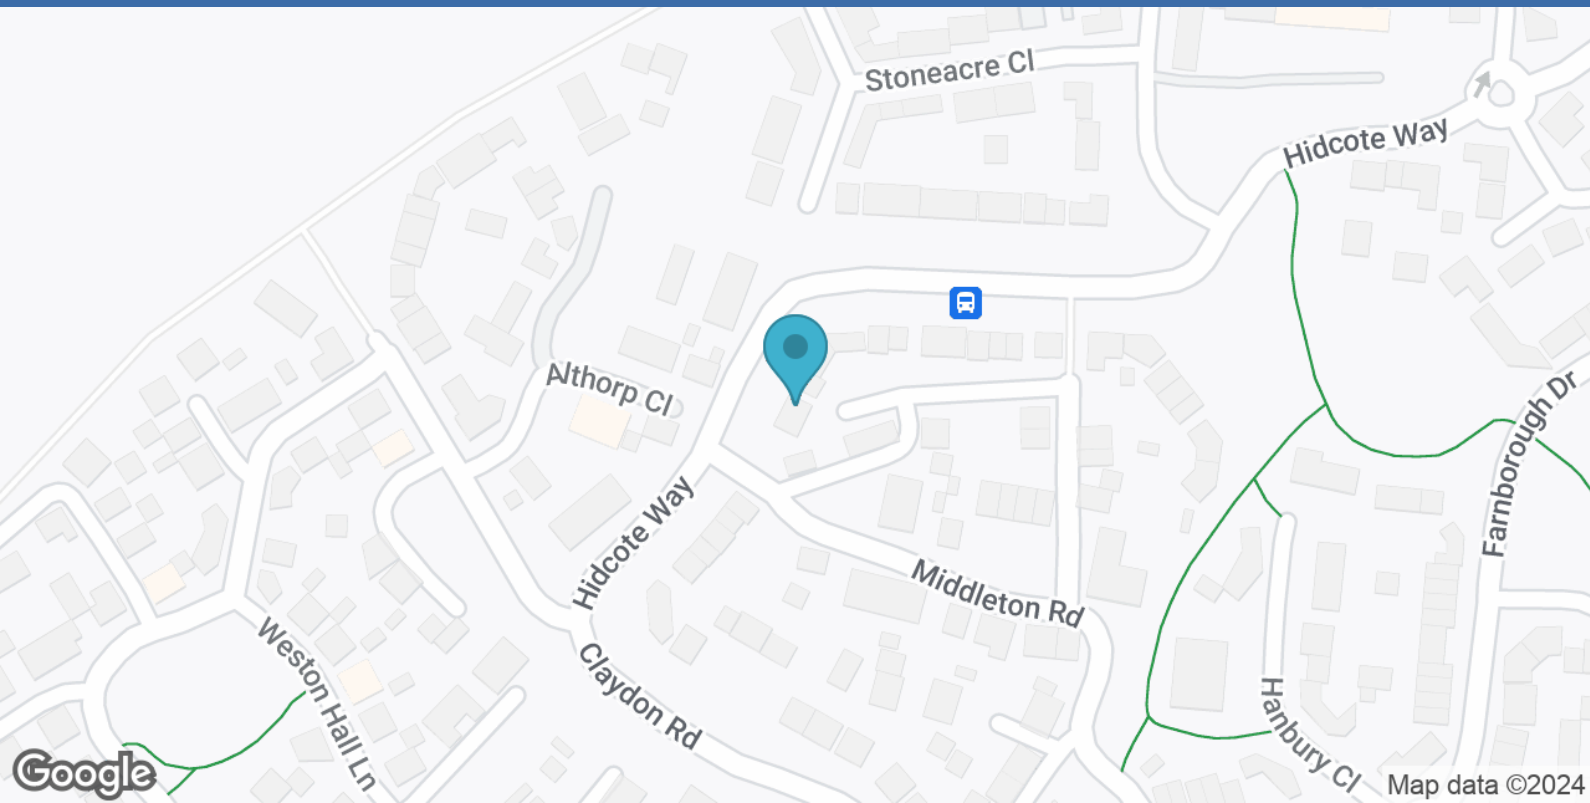 Stoneacre Cl
Hidcote Way
Althorp Cl
Farnborough Dr
Hidcote Way
Middleton Rd
Weston Hall Ln
Claydon Rd
Hanbury Cl
Google
Map data ©2024